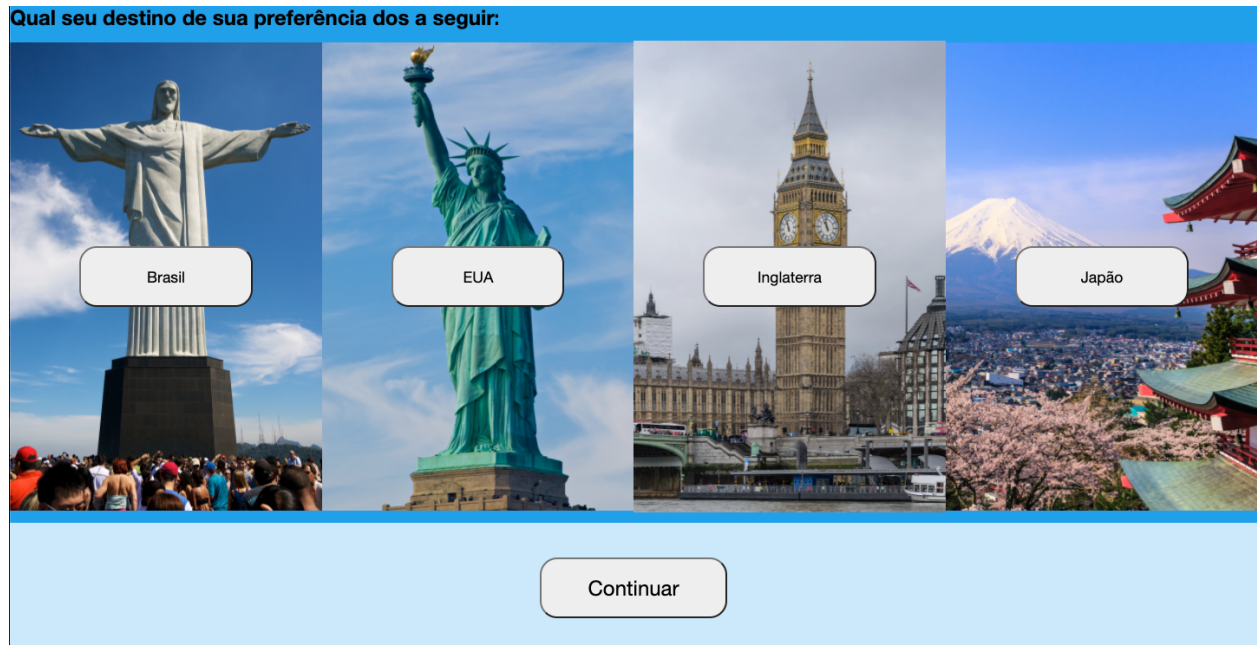 Qual seu destino de sua preferência dos a seguir:
Brasil
EUA
Inglaterra
Japão
Continuar